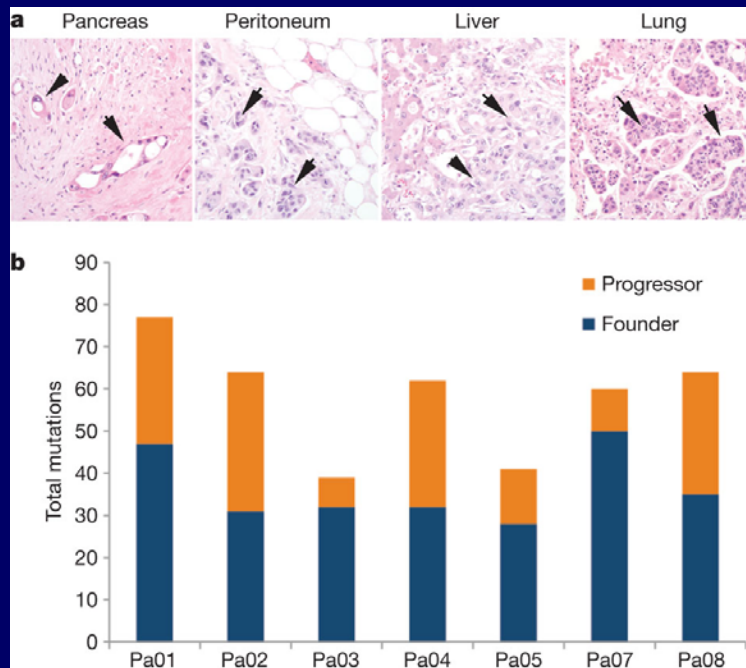 a Pancreas Peritoneum Liver Lung
b
90
80
70
60
50
40
30
20
10
0
Total mutations
Progressor
Founder
Pa01 Pa02 Pa03 Pa04 Pa05 Pa07 Pa08